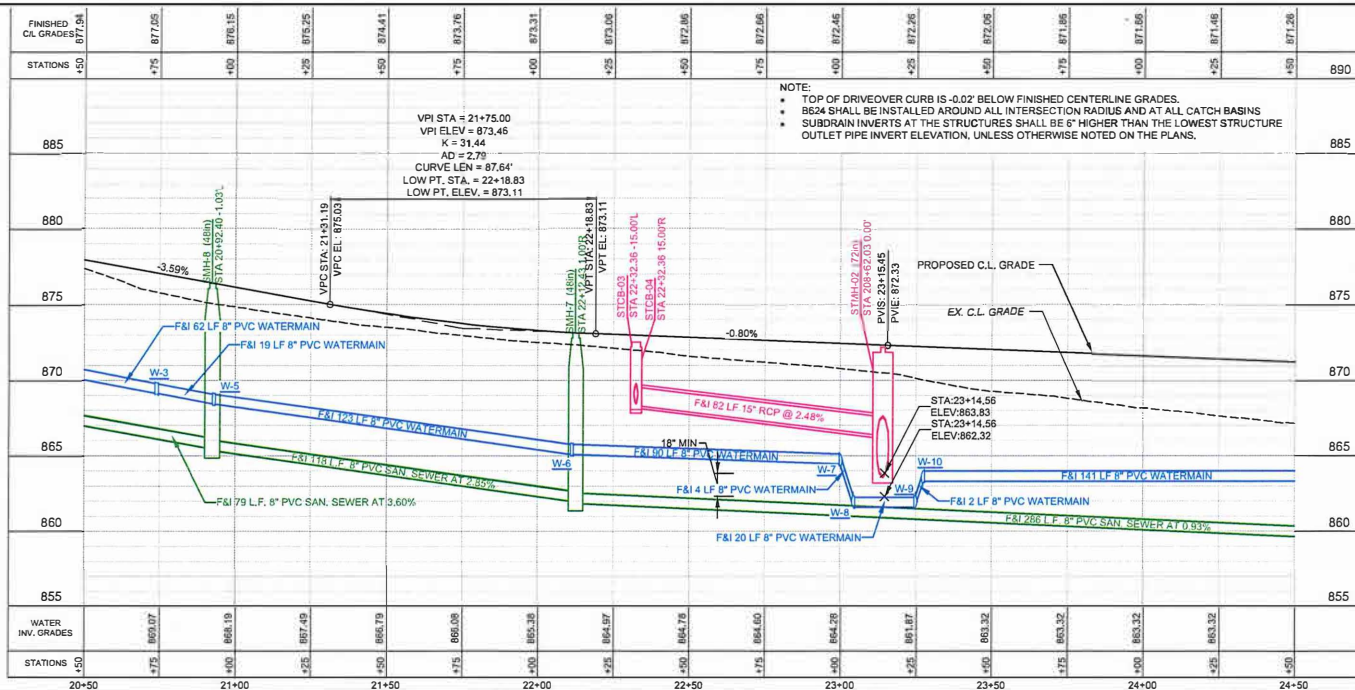 FINISHED
C/L GRADES
877.94
877.05
876.15
875.25
874.41
873.76
873.31
873.06
872.86
872.66
872.46
872.26
872.06
871.86
871.66
871.46
871.26
STATIONS
+50
+75
+00
+25
+50
+75
+00
+25
+50
+75
+00
+25
+50
+75
+00
+25
+50
890
NOTE:
• TOP OF DRIVEOVER CURB IS -0.02' BELOW FINISHED CENTERLINE GRADES.
• B624 SHALL BE INSTALLED AROUND ALL INTERSECTION RADIUS AND AT ALL CATCH BASINS
• SUBDRAIN INVERTS AT THE STRUCTURES SHALL BE 6" HIGHER THAN THE LOWEST STRUCTURE
OUTLET PIPE INVERT ELEVATION, UNLESS OTHERWISE NOTED ON THE PLANS.
VPI STA = 21+75.00
VPI ELEV = 873.46
K = 31.44
AD = 2.79
CURVE LEN = 87.64'
LOW PT. STA. = 22+18.83
LOW PT. ELEV. = 873.11
885
885
880
880
875
875
870
870
865
865
860
860
855
855
SMH-8 (48in)
STA 20+92.40 -1.03'L
VPC STA: 21+31.19
VPC EL: 875.03
SMH-7 (48in)
STA 22+12.43 1.00'R
VPT STA: 22+18.83
VPT EL: 873.11
STCB-03
STA 22+32.36 -15.00'L
STCB-04
STA 22+32.36 15.00'R
STMH-02 (72in)
STA 208+62.03 0.00'
PVIS: 23+15.45
PVIE: 872.33
-3.59%
-0.80%
PROPOSED C.L. GRADE
EX. C.L. GRADE
F&I 62 LF 8" PVC WATERMAIN
F&I 19 LF 8" PVC WATERMAIN
W-3
W-5
F&I 123 LF 8" PVC WATERMAIN
F&I 82 LF 15" RCP @ 2.48%
STA:23+14.56
ELEV:863.83
STA:23+14.56
ELEV:862.32
18" MIN
F&I 90 LF 8" PVC WATERMAIN
W-6
W-7
W-10
F&I 118 L.F. 8" PVC SAN. SEWER AT 2.85%
F&I 141 LF 8" PVC WATERMAIN
F&I 4 LF 8" PVC WATERMAIN
W-9
F&I 2 LF 8" PVC WATERMAIN
F&I 79 L.F. 8" PVC SAN. SEWER AT 3.60%
W-8
F&I 286 L.F. 8" PVC SAN. SEWER AT 0.93%
F&I 20 LF 8" PVC WATERMAIN
WATER
INV. GRADES
869.07
868.19
867.49
866.79
866.08
865.38
864.97
864.78
864.60
864.28
861.87
863.32
863.32
863.32
863.32
STATIONS
+50
+75
+00
+25
+50
+75
+00
+25
+50
+75
+00
+25
+50
+75
+00
+25
+50
20+50
21+00
21+50
22+00
22+50
23+00
23+50
24+00
24+50